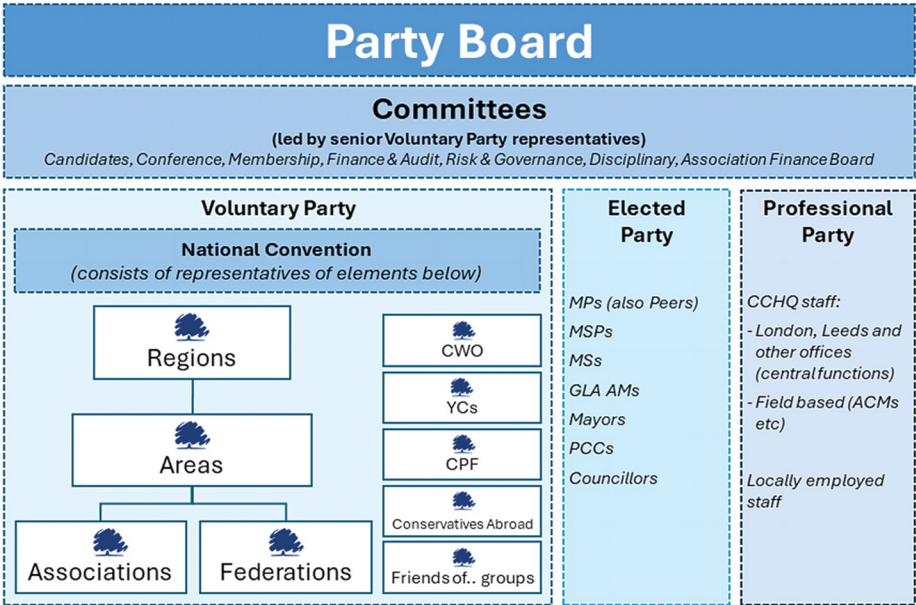 Party Board
Committees
(led by senior Voluntary Party representatives)
Candidates, Conference, Membership, Finance & Audit, Risk & Governance, Disciplinary, Association Finance Board
Voluntary Party
National Convention
(consists of representatives of elements below)
Regions
Areas
Associations
Federations
CWO
YCs
CPF
Conservatives Abroad
Friends of.. groups
Elected
Party
MPs (also Peers)
MSPs
MSs
GLA AMs
Mayors
PCCs
Councillors
Professional
Party
CCHQ staff:
- London, Leeds and
other offices
(central functions)
- Field based (ACMs
etc)
Locally employed
staff